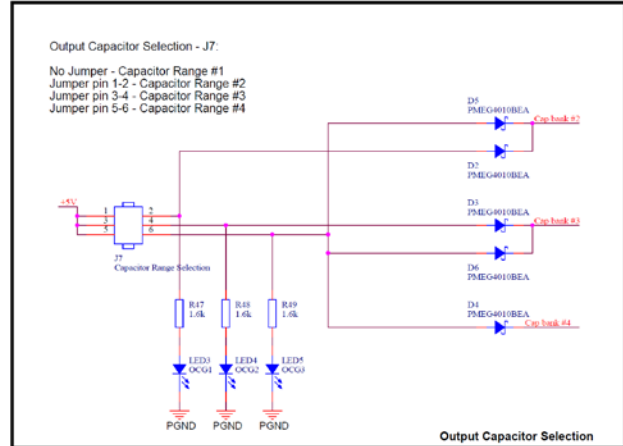 Output Capacitor Selection - J7:
No Jumper - Capacitor Range #1
Jumper pin 1-2 - Capacitor Range #2
Jumper pin 3-4 - Capacitor Range #3
Jumper pin 5-6 - Capacitor Range #4
D5
PMEG4010BEA
Cap bank #2
D2
PMEG4010BEA
D3
PMEG4010BEA
Cap bank #3
D6
PMEG4010BEA
D4
PMEG4010BEA
Cap bank #4
+5V
1 2
3 4
5 6
J7
Capacitor Range Selection
R47
1.6k
R48
1.6k
R49
1.6k
LED3
OCG1
LED4
OCG2
LED5
OCG3
PGND PGND PGND
Output Capacitor Selection